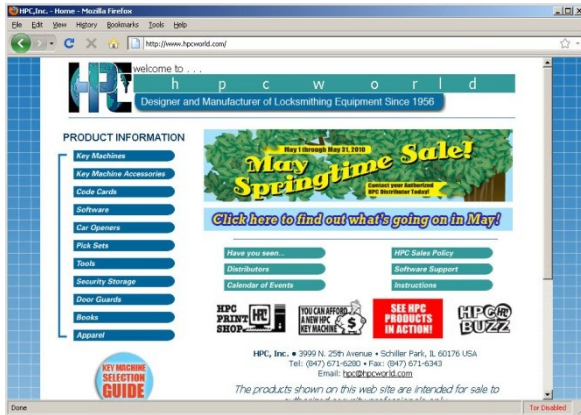 HPC,Inc. - Home - Mozilla Firefox
File Edit View History Bookmarks Tools Help
http://www.hpcworld.com/
welcome to . . .
HPC
h p c w o r l d
Designer and Manufacturer of Locksmithing Equipment Since 1956
PRODUCT INFORMATION
Key Machines
Key Machine Accessories
Code Cards
Software
Car Openers
Pick Sets
Tools
Security Storage
Door Guards
Books
Apparel
KEY MACHINE
SELECTION
GUIDE
May 1 through May 31, 2010
May
Springtime Sale!
Contact your Authorized
HPC Distributor Today!
Click here to find out what's going on in May!
Have you seen...
HPC Sales Policy
Distributors
Software Support
Calendar of Events
Instructions
HPC
PRINT
SHOP
HPC
YOU CAN AFFORD
A NEW HPC
KEY MACHINE
$
SEE HPC
PRODUCTS
IN ACTION!
HPC
BUZZ
HPC, Inc. • 3999 N. 25th Avenue • Schiller Park, IL 60176 USA
Tel: (847) 671-6280 • Fax: (847) 671-6343
Email: hpc@hpcworld.com
The products shown on this web site are intended for sale to
authorized security professionals only
Done
Tor Disabled